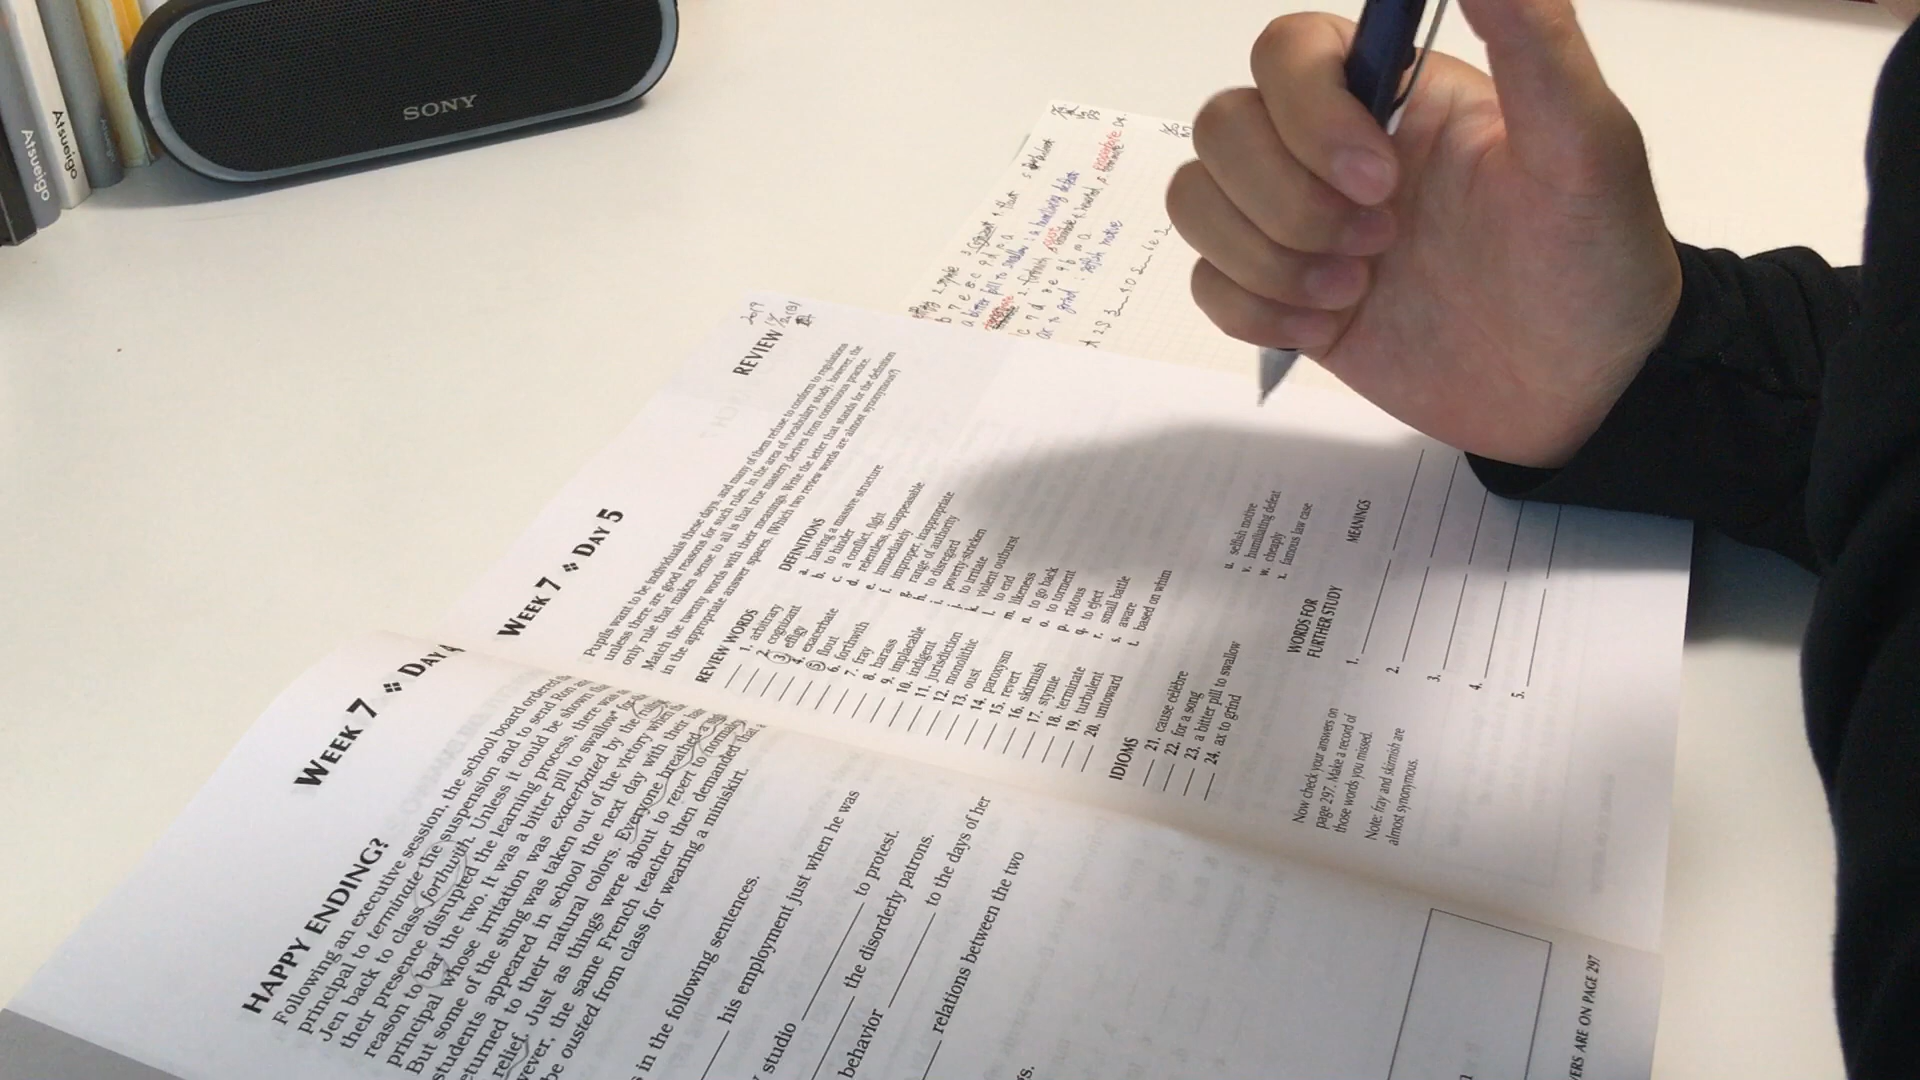 SONY
Atsueigo
Atsueigo
WEEK 7 ❖ DAY 4
HAPPY ENDING?
Following an executive session, the school board ordered
principal to terminate the suspension and to send Ron and
Jen back to class forthwith. Unless it could be shown
their presence disrupted the learning process, there was
reason to bar the two. It was a bitter pill to swallow
principal whose irritation was exacerbated by the
But some of the sting was taken out of the victory when
students appeared in school the next day with their
to their natural colors. Everyone breathed
relief. Just as things were about to revert to
the same French teacher then demanded that
be ousted from class for wearing a miniskirt.
in the following sentences.
his employment just when he was
studio to protest.
the disorderly patrons.
behavior to the days of her
relations between the two
ARE ON PAGE 297
2019
REVIEW
WEEK 7 ❖ DAY 5
Pupils want to be individuals these days, and many of them refuse to conform to regulations
unless there are good reasons for such rules. In the area of vocabulary study, however, the
only rule that makes sense to all is that true mastery derives from continuous practice.
Match the twenty words with their meanings. Write the letter that stands for the definition
in the appropriate answer spaces. (Which two review words are almost synonymous?)
REVIEW WORDS
1. arbitrary
2. cognizant
3. effigy
4. exacerbate
5. flout
6. forthwith
7. fray
8. harass
9. implacable
10. indigent
11. jurisdiction
12. monolithic
13. oust
14. paroxysm
15. revert
16. skirmish
17. stymie
18. terminate
19. turbulent
20. untoward
DEFINITIONS
a. having a massive structure
b. to hinder
c. a conflict, fight
d. relentless, unappeasable
e. immediately
f. improper, inappropriate
g. range of authority
h. to disregard
i. poverty-stricken
j. to irritate
k. violent outburst
l. to end
m. likeness
n. to go back
o. to torment
p. riotous
q. to eject
r. small battle
s. aware
t. based on whim
IDIOMS
21. cause célèbre
22. for a song
23. a bitter pill to swallow
24. ax to grind
u. selfish motive
v. humiliating defeat
w. cheaply
x. famous law case
Now check your answers on
page 297. Make a record of
those words you missed.
Note: fray and skirmish are
almost synonymous.
WORDS FOR
FURTHER STUDY
MEANINGS
1.
2.
3.
4.
5.
a bitter pill to swallow : a humiliating defeat
ax to grind : selfish motive